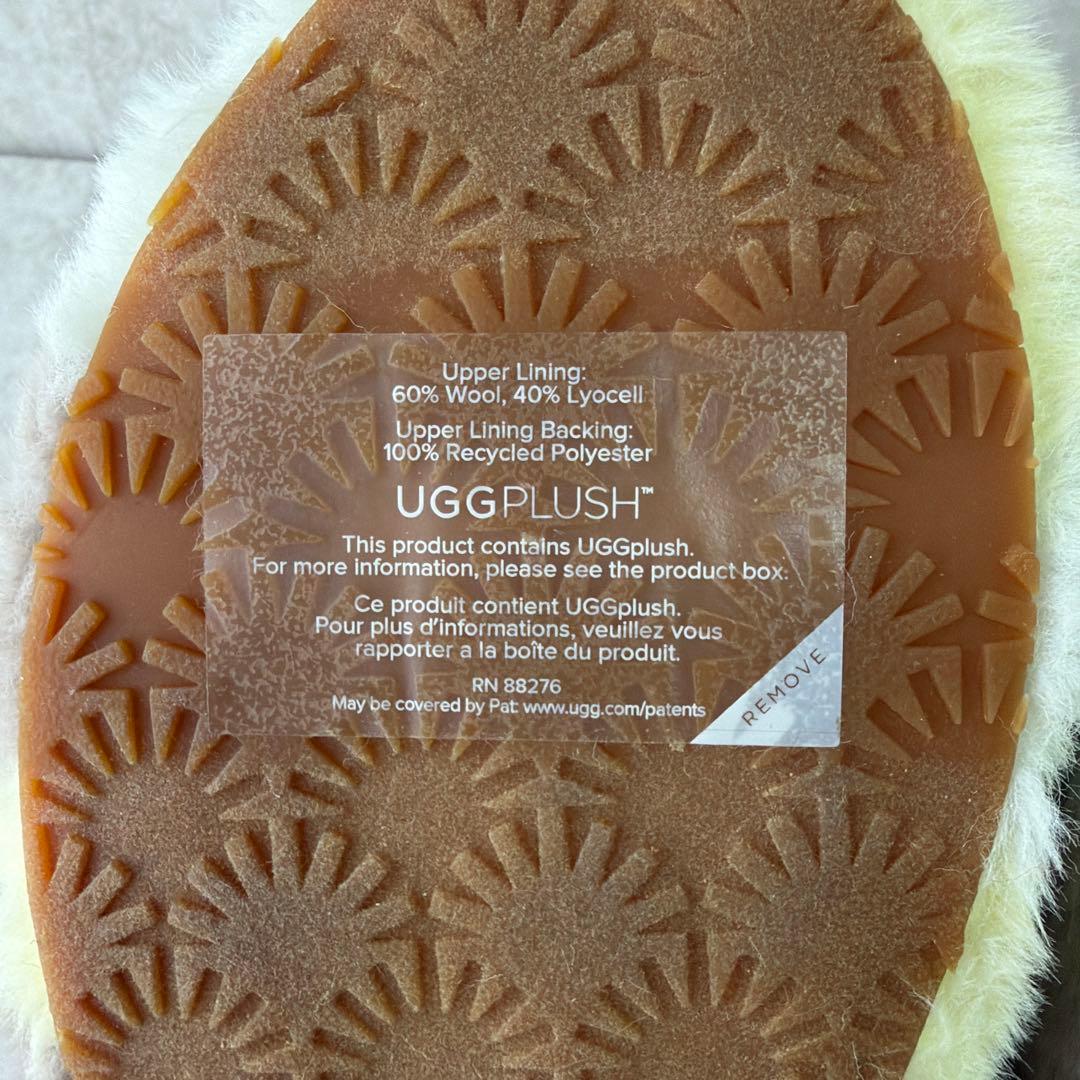 Upper Lining:
60% Wool, 40% Lyocell
Upper Lining Backing:
100% Recycled Polyester
UGGPLUSH™
This product contains UGGplush.
For more information, please see the product box.
Ce produit contient UGGplush.
Pour plus d'informations, veuillez vous
rapporter a la boîte du produit.
RN 88276
May be covered by Pat: www.ugg.com/patents
REMOVE